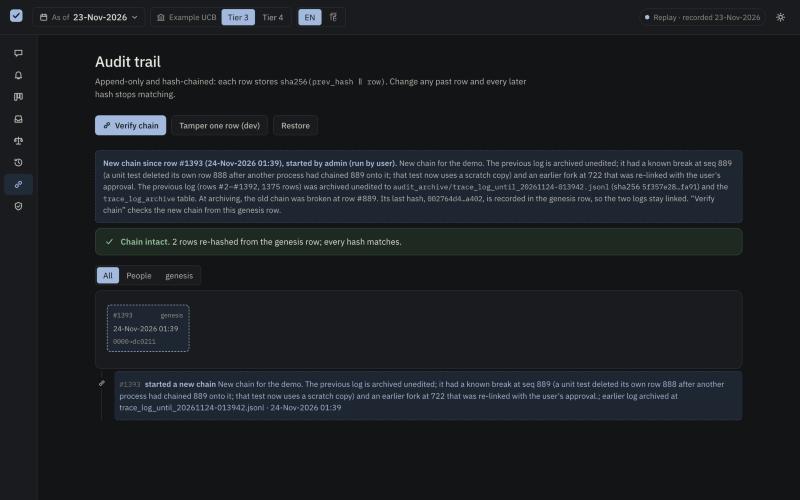 As of 23-Nov-2026 Example UCB Tier 3 Tier 4 EN Replay · recorded 23-Nov-2026
Audit trail
Append-only and hash-chained: each row stores sha256(prev_hash ‖ row). Change any past row and every later
hash stops matching.
Verify chain Tamper one row (dev) Restore
New chain since row #1393 (24-Nov-2026 01:39), started by admin (run by user). New chain for the demo. The previous log is archived unedited; it had a known break at seq 889
(a unit test deleted its own row 888 after another process had chained 889 onto it; that test now uses a scratch copy) and an earlier fork at 722 that was re-linked with the user's
approval. The previous log (rows #2–#1392, 1375 rows) was archived unedited to audit_archive/trace_log_until_20261124-013942.jsonl (sha256 5f357e28…fa91) and the
trace_log_archive table. At archiving, the old chain was broken at row #889. Its last hash, 002764d4…a402, is recorded in the genesis row, so the two logs stay linked. "Verify
chain" checks the new chain from this genesis row.
Chain intact. 2 rows re-hashed from the genesis row; every hash matches.
All People genesis
#1393 genesis
24-Nov-2026 01:39
0000→dc0211
#1393 started a new chain New chain for the demo. The previous log is archived unedited; it had a known break at seq 889 (a unit test deleted its own row 888 after another
process had chained 889 onto it; that test now uses a scratch copy) and an earlier fork at 722 that was re-linked with the user's approval.; earlier log archived at
trace_log_until_20261124-013942.jsonl · 24-Nov-2026 01:39